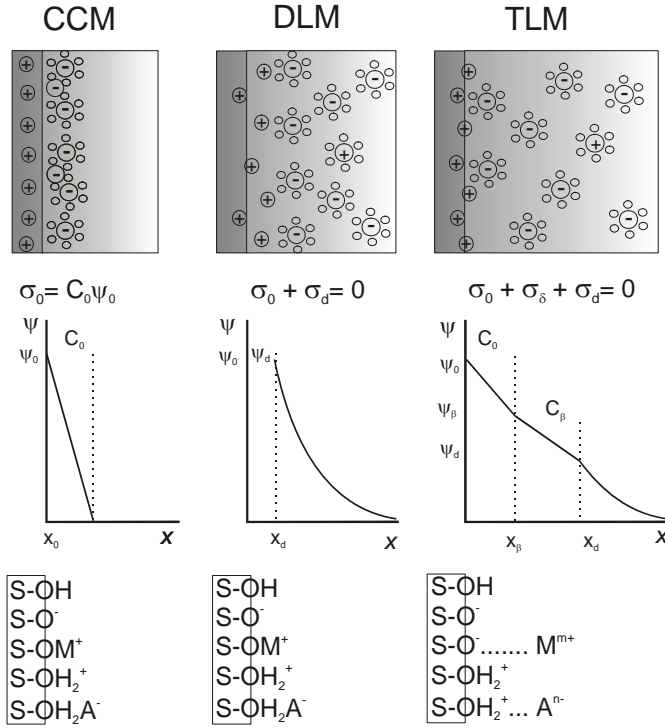 CCM DLM TLM
σ₀= C₀ψ₀ σ₀ + σd= 0 σ₀ + σδ + σd= 0
ψ C₀ ψ ψ C₀
ψ₀ ψ₀ ψd ψ₀
ψβ Cβ
ψd
x₀ x xd x xβ xd x
S-OH S-OH S-OH
S-O⁻ S-O⁻ S-O⁻
S-OM⁺ S-OM⁺ S-O⁻....... Mᵐ⁺
S-OH₂⁺ S-OH₂⁺ S-OH₂⁺
S-OH₂A⁻ S-OH₂A⁻ S-OH₂⁺... Aⁿ⁻